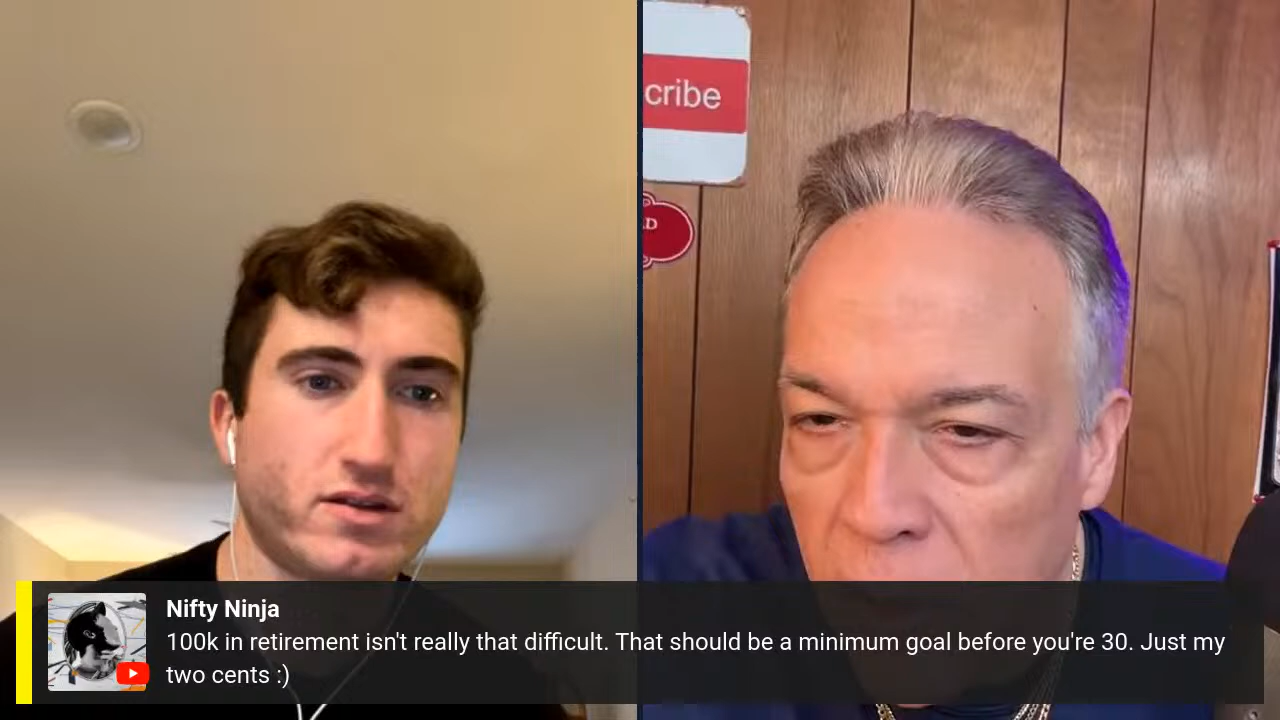 cribe
D
Nifty Ninja
100k in retirement isn't really that difficult. That should be a minimum goal before you're 30. Just my
two cents :)